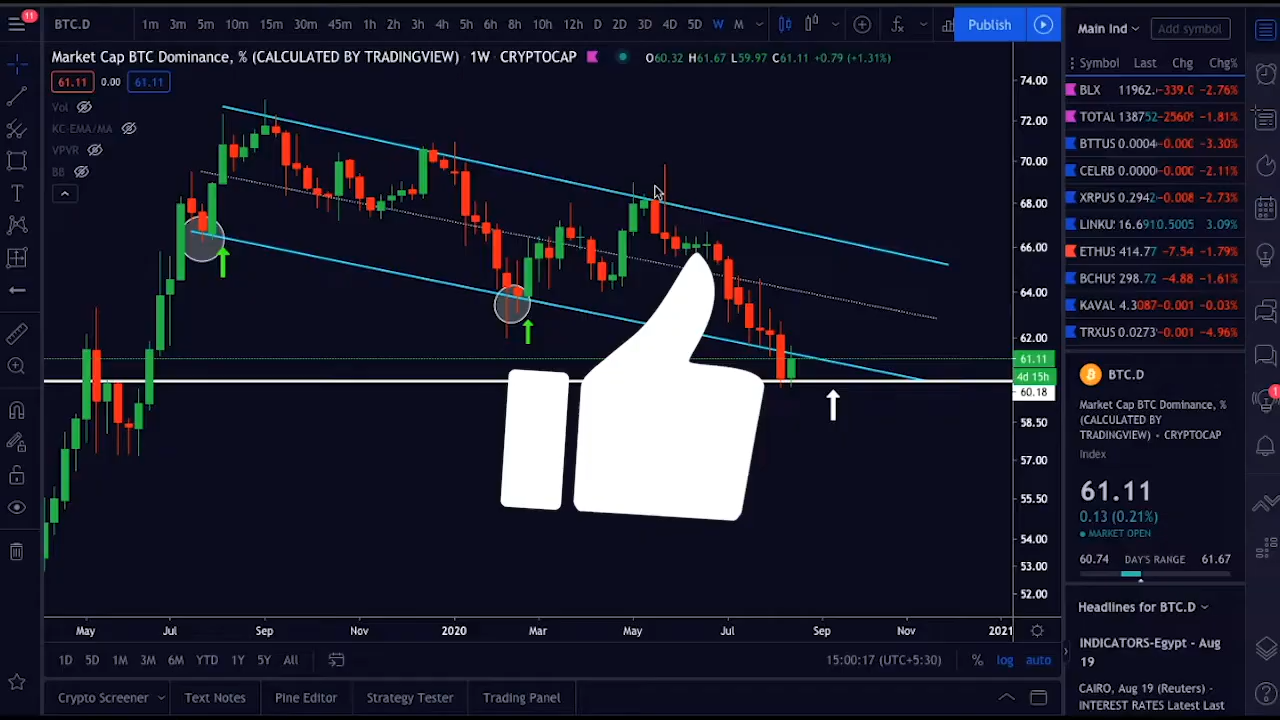 11
BTC.D 1m 3m 5m 10m 15m 30m 45m 1h 2h 3h 4h 5h 6h 8h 10h 12h D 2D 3D 4D 5D W M Publish
Market Cap BTC Dominance, % (CALCULATED BY TRADINGVIEW) · 1W · CRYPTOCAP O60.32 H61.67 L59.97 C61.11 +0.79 (+1.31%)
61.11 0.00 61.11
Vol
KC-EMA/MA
VPVR
BB
74.00
72.00
70.00
68.00
66.00
64.00
62.00
61.11
4d 15h
60.18
58.50
57.00
55.50
54.00
53.00
52.00
May Jul Sep Nov 2020 Mar May Jul Sep Nov 2021
1D 5D 1M 3M 6M YTD 1Y 5Y All 15:00:17 (UTC+5:30) % log auto
Crypto Screener Text Notes Pine Editor Strategy Tester Trading Panel
Main Ind Add symbol
Symbol Last Chg Chg%
BLX 11962. -339.0 -2.76%
TOTAL 138752 -2560 -1.81%
BTTUS 0.0004 -0.000 -3.30%
CELRB 0.0000 -0.000 -2.11%
XRPUS 0.2942 -0.008 -2.73%
LINKU 16.691 0.5005 3.09%
ETHUS 414.77 -7.54 -1.79%
BCHUS 298.72 -4.88 -1.61%
KAVAI 4.3087 -0.001 -0.03%
TRXUS 0.0273 -0.001 -4.96%
BTC.D
Market Cap BTC Dominance, %
(CALCULATED BY
TRADINGVIEW) · CRYPTOCAP
Index
61.11
0.13 (0.21%)
MARKET OPEN
60.74 DAY'S RANGE 61.67
Headlines for BTC.D
INDICATORS-Egypt - Aug
19
CAIRO, Aug 19 (Reuters) -
INTEREST RATES Latest Last
1